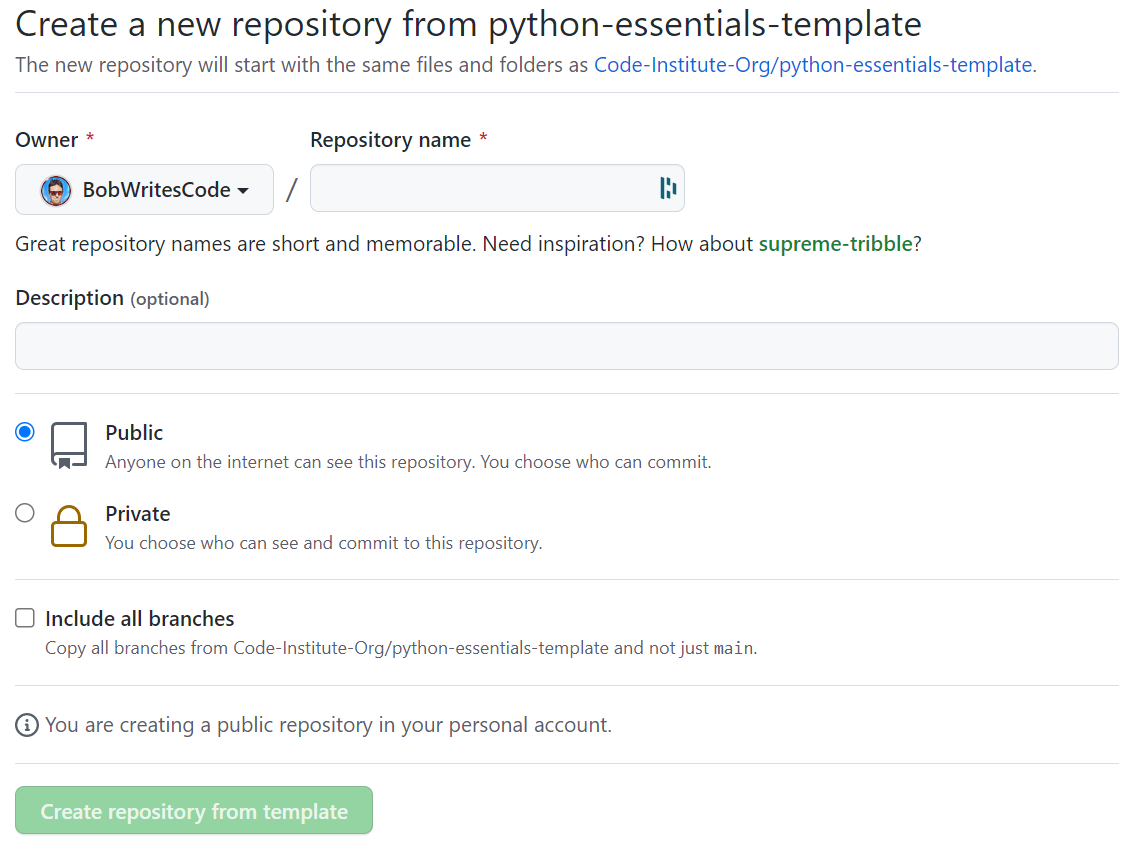 Create a new repository from python-essentials-template
The new repository will start with the same files and folders as Code-Institute-Org/python-essentials-template.
Owner *
Repository name *
BobWritesCode
/
Great repository names are short and memorable. Need inspiration? How about supreme-tribble?
Description (optional)
Public
Anyone on the internet can see this repository. You choose who can commit.
Private
You choose who can see and commit to this repository.
Include all branches
Copy all branches from Code-Institute-Org/python-essentials-template and not just main.
You are creating a public repository in your personal account.
Create repository from template